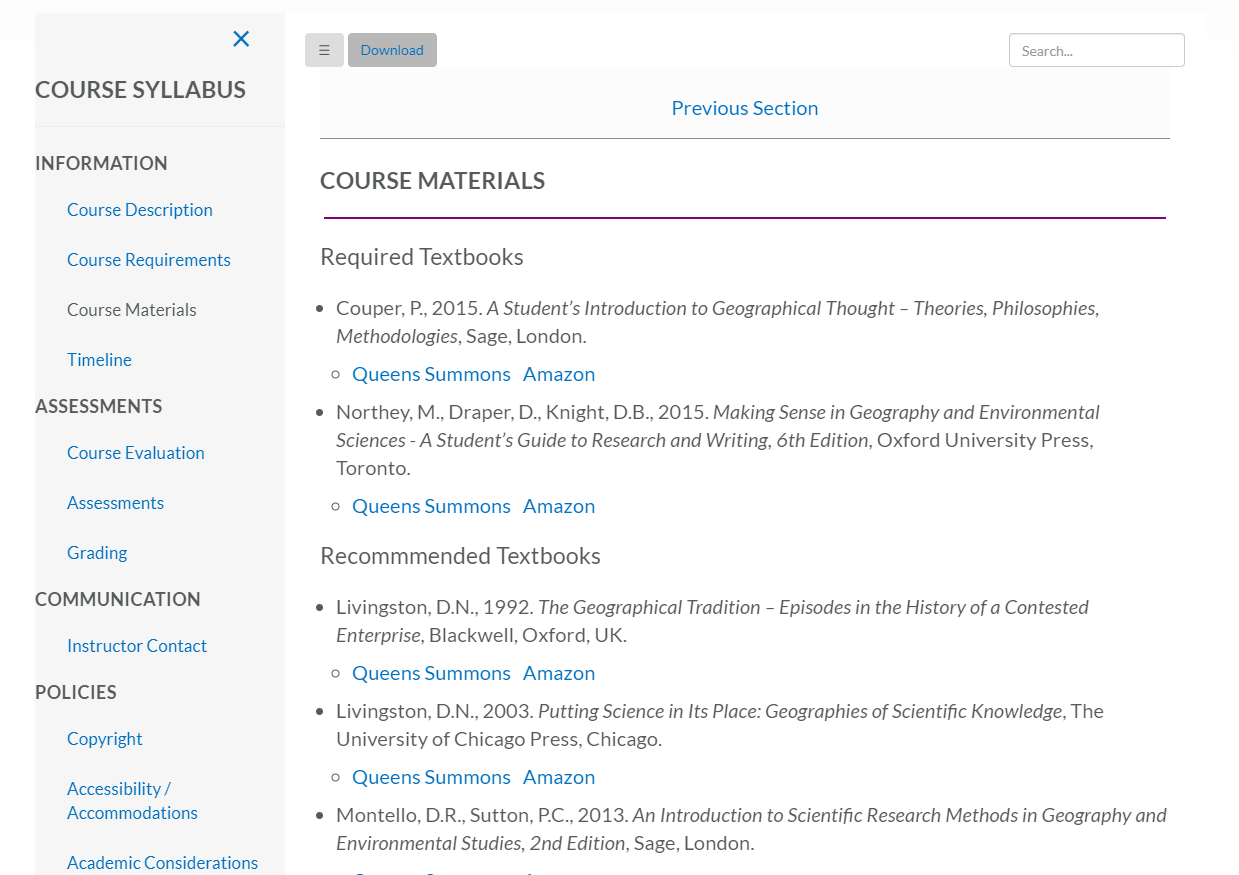 ×
COURSE SYLLABUS
INFORMATION
Course Description
Course Requirements
Course Materials
Timeline
ASSESSMENTS
Course Evaluation
Assessments
Grading
COMMUNICATION
Instructor Contact
POLICIES
Copyright
Accessibility /
Accommodations
Academic Considerations
☰ Download
Search...
Previous Section
COURSE MATERIALS
Required Textbooks
• Couper, P., 2015. A Student’s Introduction to Geographical Thought – Theories, Philosophies,
Methodologies, Sage, London.
○ Queens Summons Amazon
• Northey, M., Draper, D., Knight, D.B., 2015. Making Sense in Geography and Environmental
Sciences - A Student’s Guide to Research and Writing, 6th Edition, Oxford University Press,
Toronto.
○ Queens Summons Amazon
Recommmended Textbooks
• Livingston, D.N., 1992. The Geographical Tradition – Episodes in the History of a Contested
Enterprise, Blackwell, Oxford, UK.
○ Queens Summons Amazon
• Livingston, D.N., 2003. Putting Science in Its Place: Geographies of Scientific Knowledge, The
University of Chicago Press, Chicago.
○ Queens Summons Amazon
• Montello, D.R., Sutton, P.C., 2013. An Introduction to Scientific Research Methods in Geography and
Environmental Studies, 2nd Edition, Sage, London.